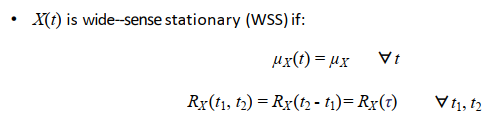 • X(t) is wide--sense stationary (WSS) if:
μX(t) = μX ∀ t
RX(t1, t2) = RX(t2 - t1)= RX(τ) ∀ t1, t2